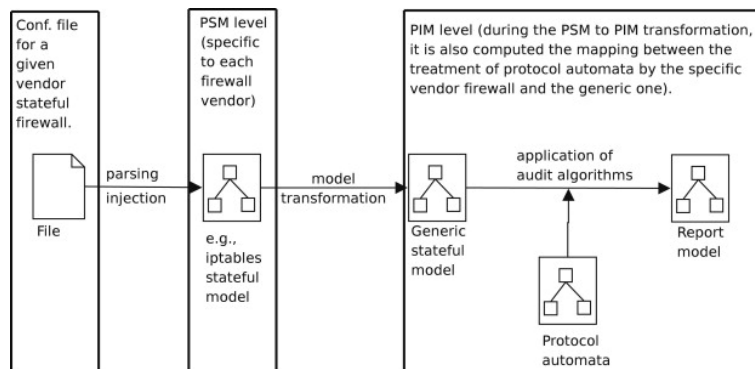 Conf. file
for a
given
vendor
stateful
firewall.
File
parsing
injection
PSM level
(specific
to each
firewall
vendor)
e.g.,
iptables
stateful
model
model
transformation
PIM level (during the PSM to PIM transformation,
it is also computed the mapping between the
treatment of protocol automata by the specific
vendor firewall and the generic one).
Generic
stateful
model
application of
audit algorithms
Protocol
automata
Report
model